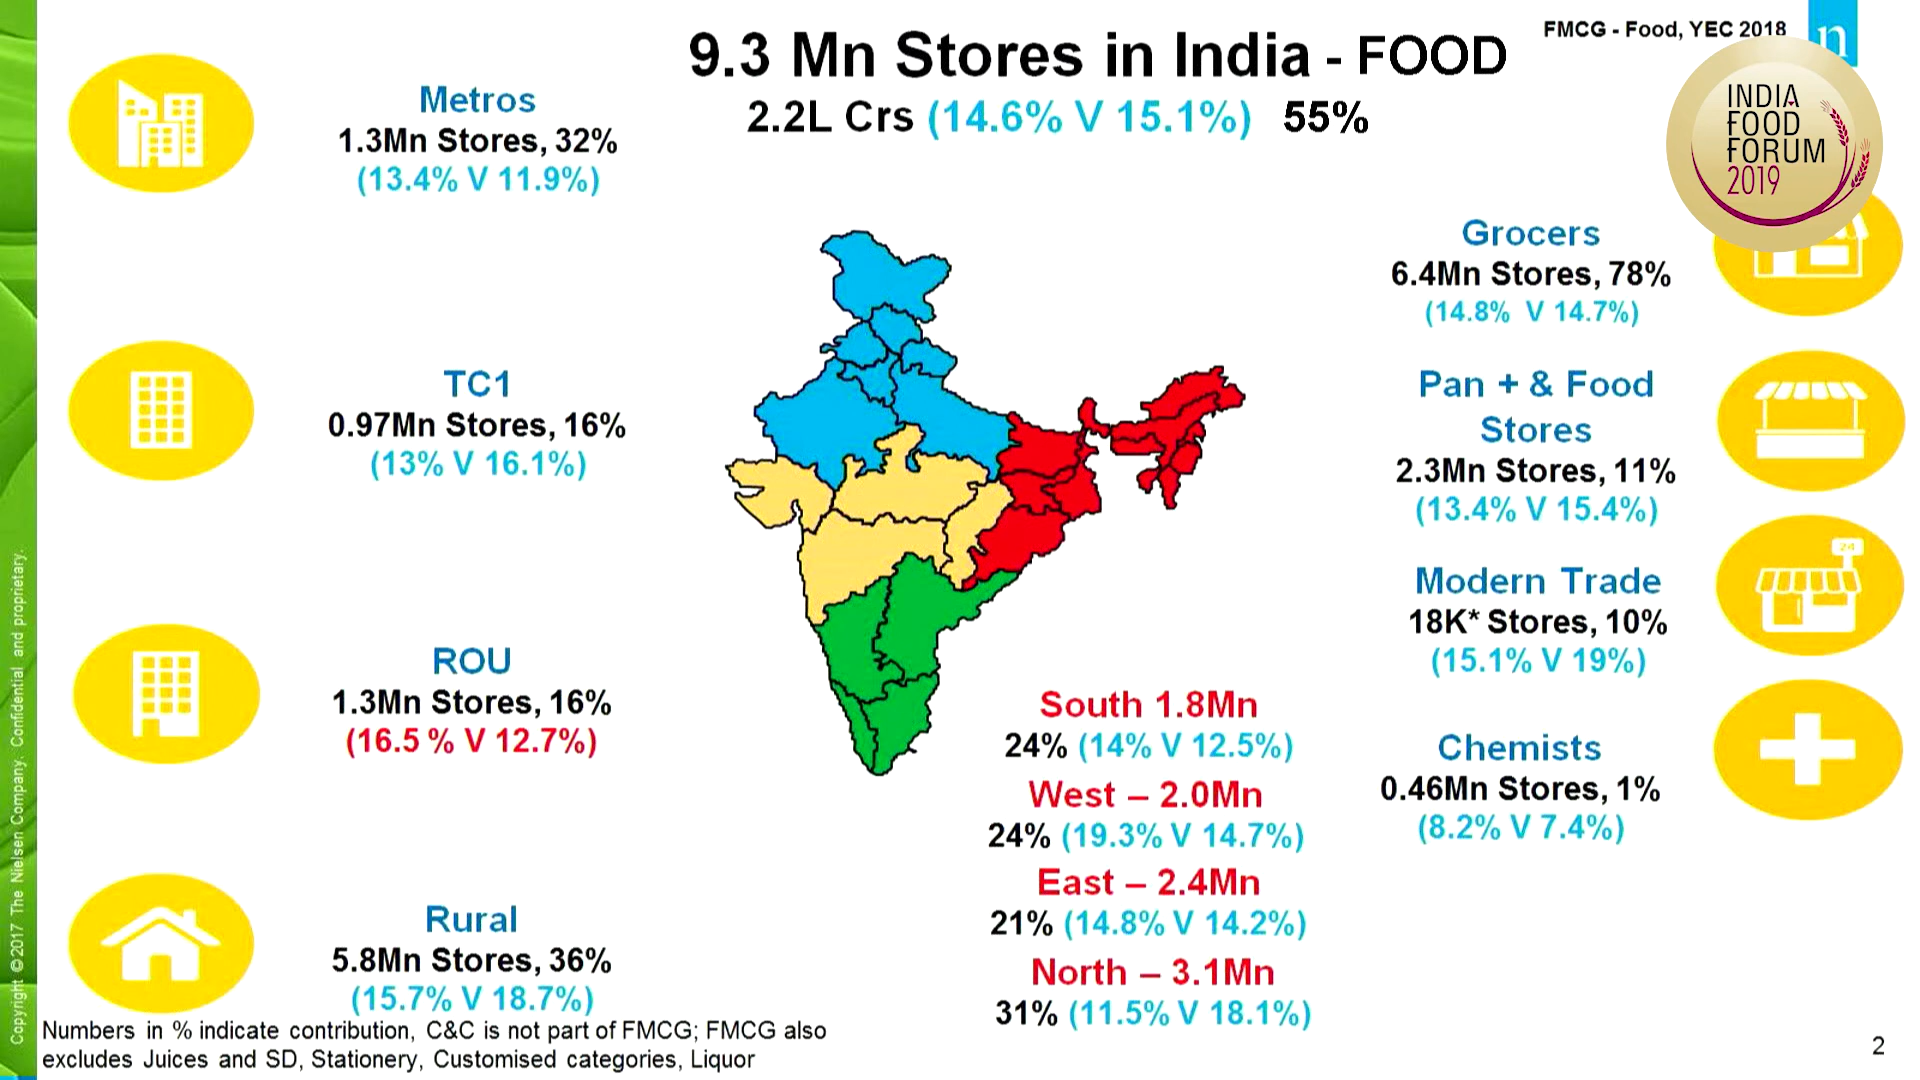 9.3 Mn Stores in India - FOOD
2.2L Crs (14.6% V 15.1%) 55%
FMCG - Food, YEC 2018
n
INDIA
FOOD
FORUM
2019
Metros
1.3Mn Stores, 32%
(13.4% V 11.9%)
TC1
0.97Mn Stores, 16%
(13% V 16.1%)
ROU
1.3Mn Stores, 16%
(16.5 % V 12.7%)
Rural
5.8Mn Stores, 36%
(15.7% V 18.7%)
South 1.8Mn
24% (14% V 12.5%)
West – 2.0Mn
24% (19.3% V 14.7%)
East – 2.4Mn
21% (14.8% V 14.2%)
North – 3.1Mn
31% (11.5% V 18.1%)
Grocers
6.4Mn Stores, 78%
(14.8% V 14.7%)
Pan + & Food
Stores
2.3Mn Stores, 11%
(13.4% V 15.4%)
24
Modern Trade
18K* Stores, 10%
(15.1% V 19%)
Chemists
0.46Mn Stores, 1%
(8.2% V 7.4%)
Numbers in % indicate contribution, C&C is not part of FMCG; FMCG also
excludes Juices and SD, Stationery, Customised categories, Liquor
2
Copyright ©2017 The Nielsen Company. Confidential and proprietary.